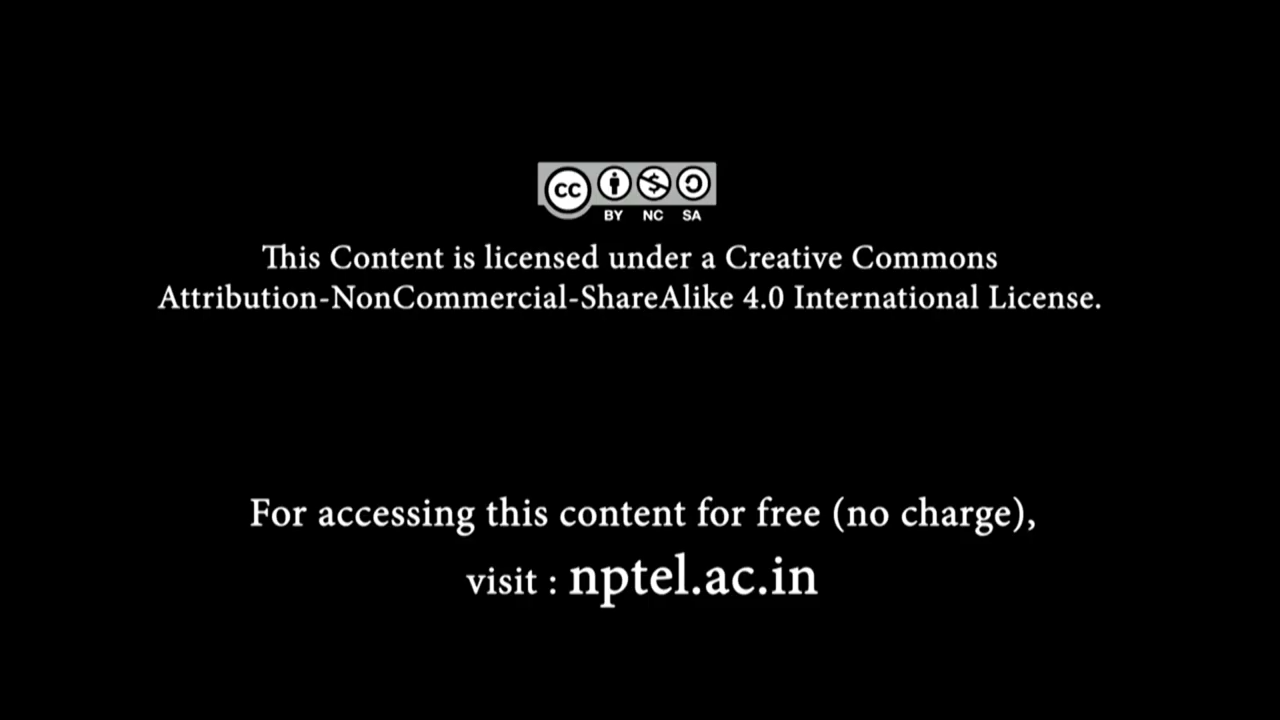 cc BY NC SA
This Content is licensed under a Creative Commons
Attribution-NonCommercial-ShareAlike 4.0 International License.
For accessing this content for free (no charge),
visit : nptel.ac.in